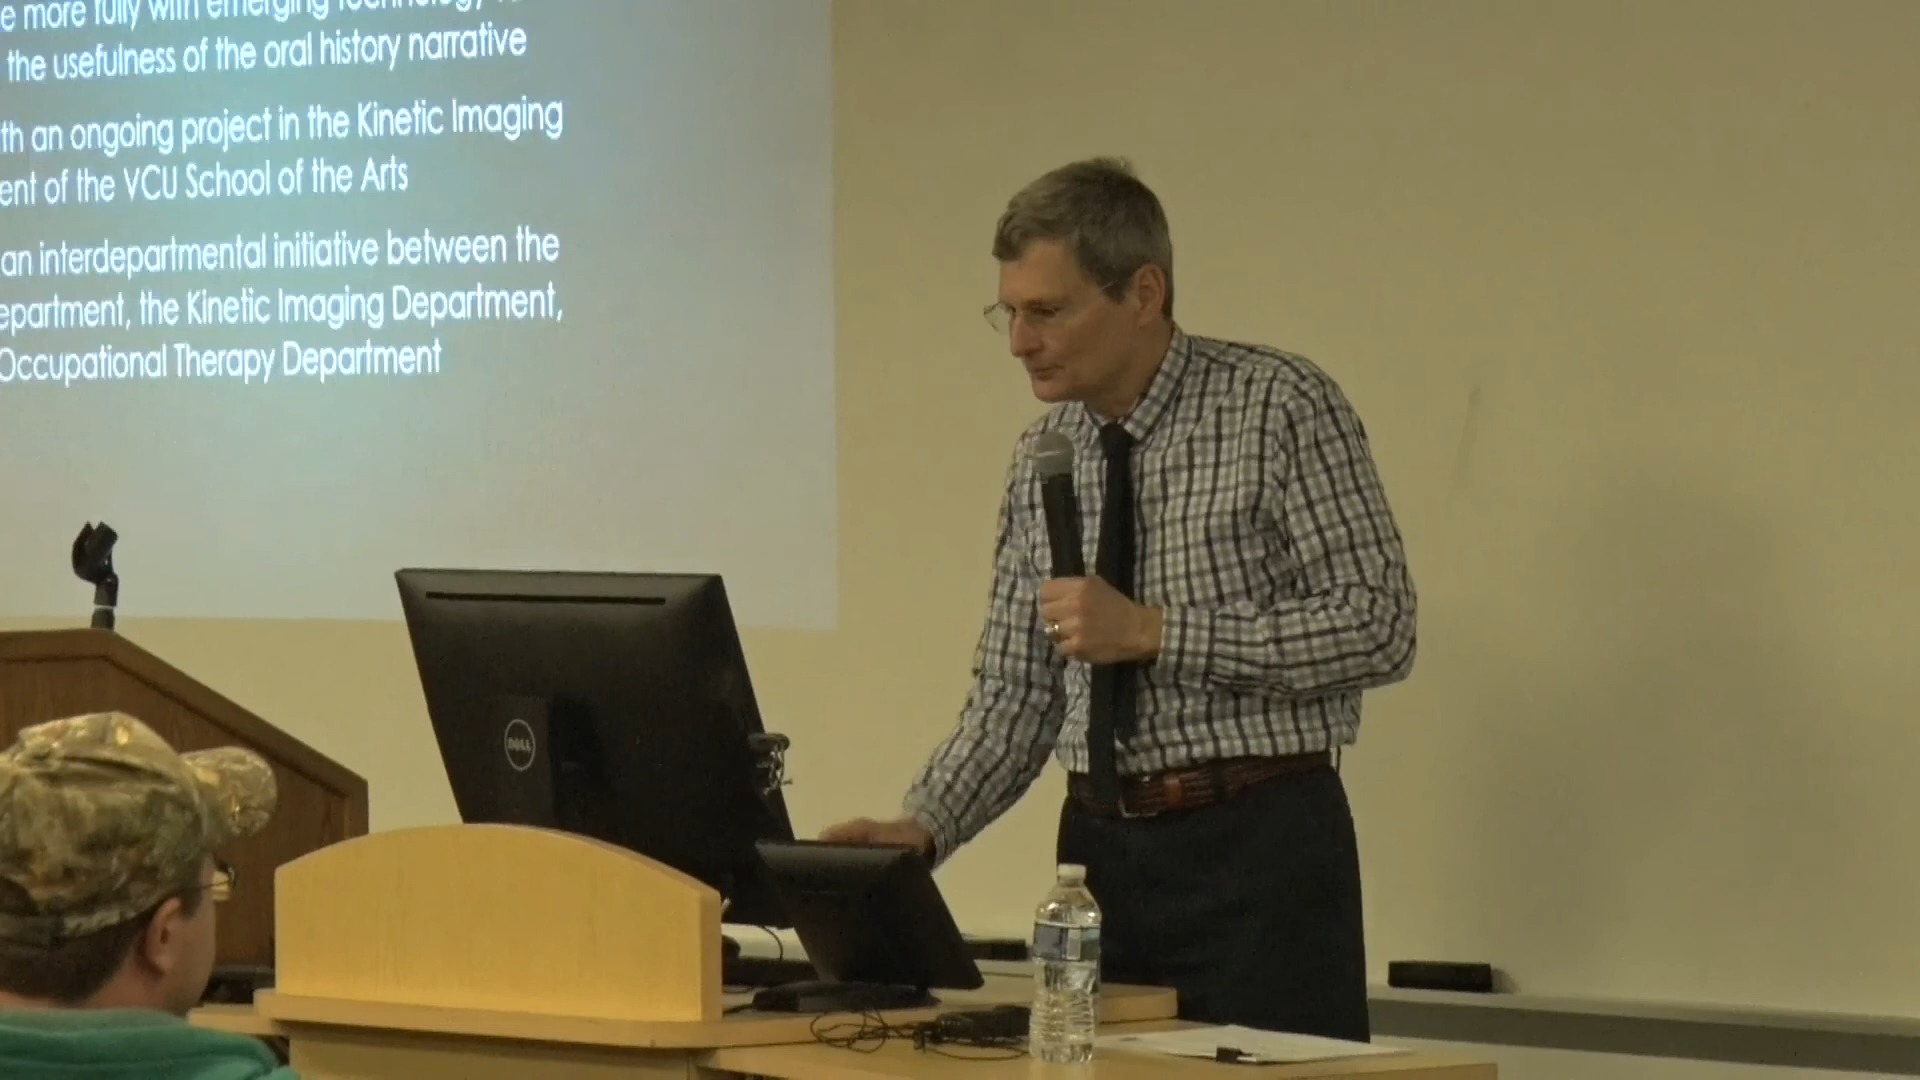 e more fully with emerging technology
the usefulness of the oral history narrative
th an ongoing project in the Kinetic Imaging
ent of the VCU School of the Arts
an interdepartmental initiative between the
epartment, the Kinetic Imaging Department,
Occupational Therapy Department
DELL